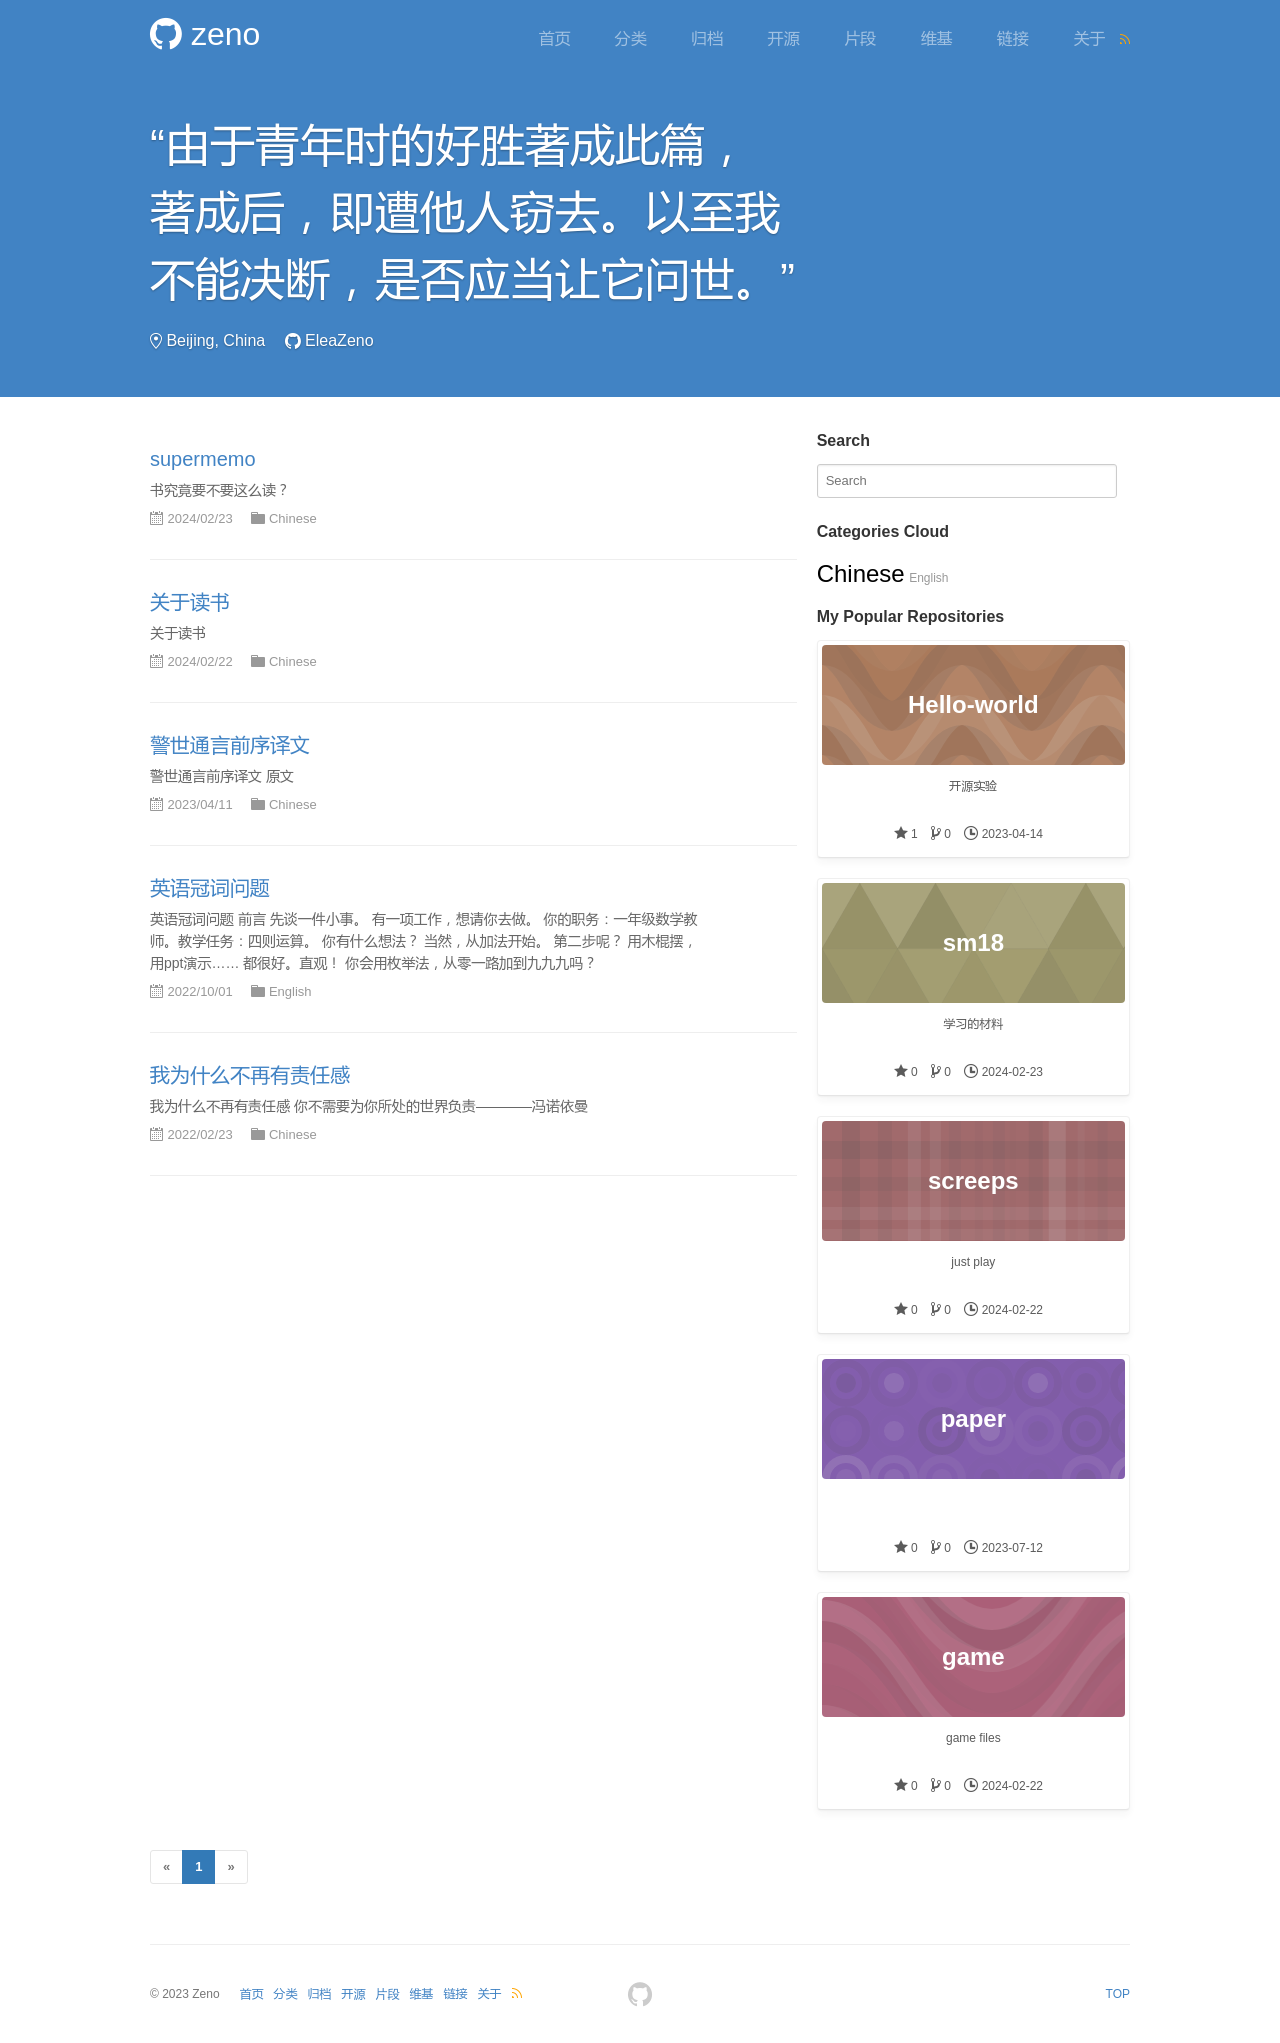 zeno
首页 分类 归档 开源 片段 维基 链接 关于
“由于青年时的好胜著成此篇，
著成后，即遭他人窃去。以至我
不能决断，是否应当让它问世。”
Beijing, China EleaZeno
supermemo
书究竟要不要这么读？
2024/02/23 Chinese
关于读书
关于读书
2024/02/22 Chinese
警世通言前序译文
警世通言前序译文 原文
2023/04/11 Chinese
英语冠词问题
英语冠词问题 前言 先谈一件小事。 有一项工作，想请你去做。 你的职务：一年级数学教
师。教学任务：四则运算。 你有什么想法？ 当然，从加法开始。 第二步呢？ 用木棍摆，
用ppt演示…… 都很好。直观！ 你会用枚举法，从零一路加到九九九吗？
2022/10/01 English
我为什么不再有责任感
我为什么不再有责任感 你不需要为你所处的世界负责————冯诺依曼
2022/02/23 Chinese
Search
Search
Categories Cloud
Chinese English
My Popular Repositories
Hello-world
开源实验
1 0 2023-04-14
sm18
学习的材料
0 0 2024-02-23
screeps
just play
0 0 2024-02-22
paper
0 0 2023-07-12
game
game files
0 0 2024-02-22
« 1 »
© 2023 Zeno 首页 分类 归档 开源 片段 维基 链接 关于
TOP